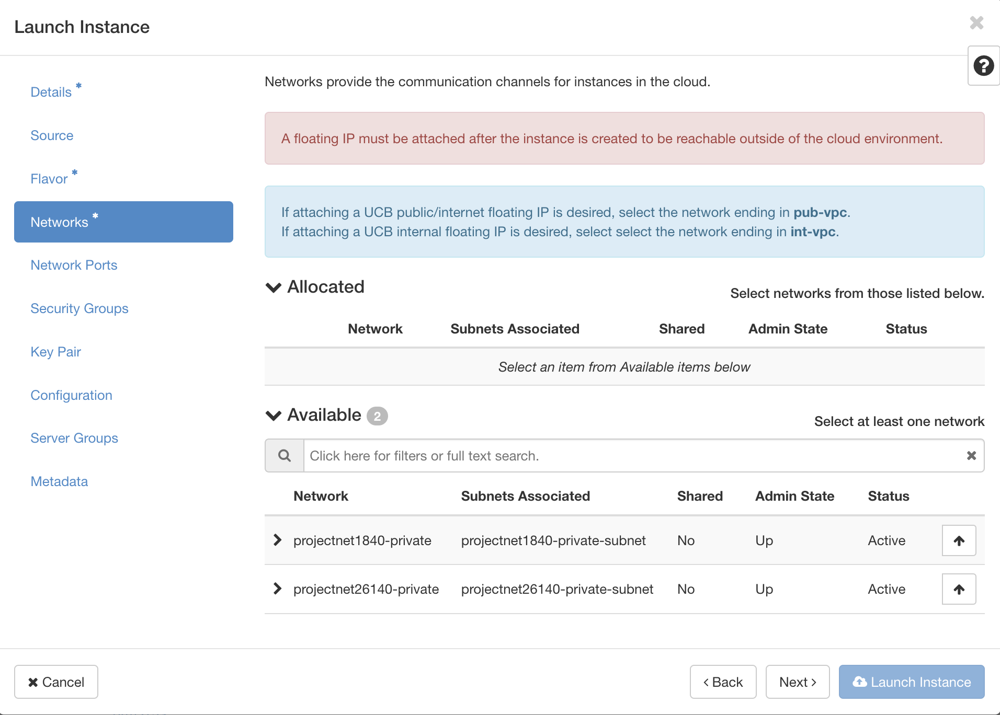 Launch Instance
Details *
Source
Flavor *
Networks *
Network Ports
Security Groups
Key Pair
Configuration
Server Groups
Metadata
Networks provide the communication channels for instances in the cloud.
A floating IP must be attached after the instance is created to be reachable outside of the cloud environment.
If attaching a UCB public/internet floating IP is desired, select the network ending in pub-vpc.
If attaching a UCB internal floating IP is desired, select select the network ending in int-vpc.
Allocated
Select networks from those listed below.
Network Subnets Associated Shared Admin State Status
Select an item from Available items below
Available 2
Select at least one network
Click here for filters or full text search.
Network Subnets Associated Shared Admin State Status
projectnet1840-private projectnet1840-private-subnet No Up Active
projectnet26140-private projectnet26140-private-subnet No Up Active
Cancel
Back
Next
Launch Instance